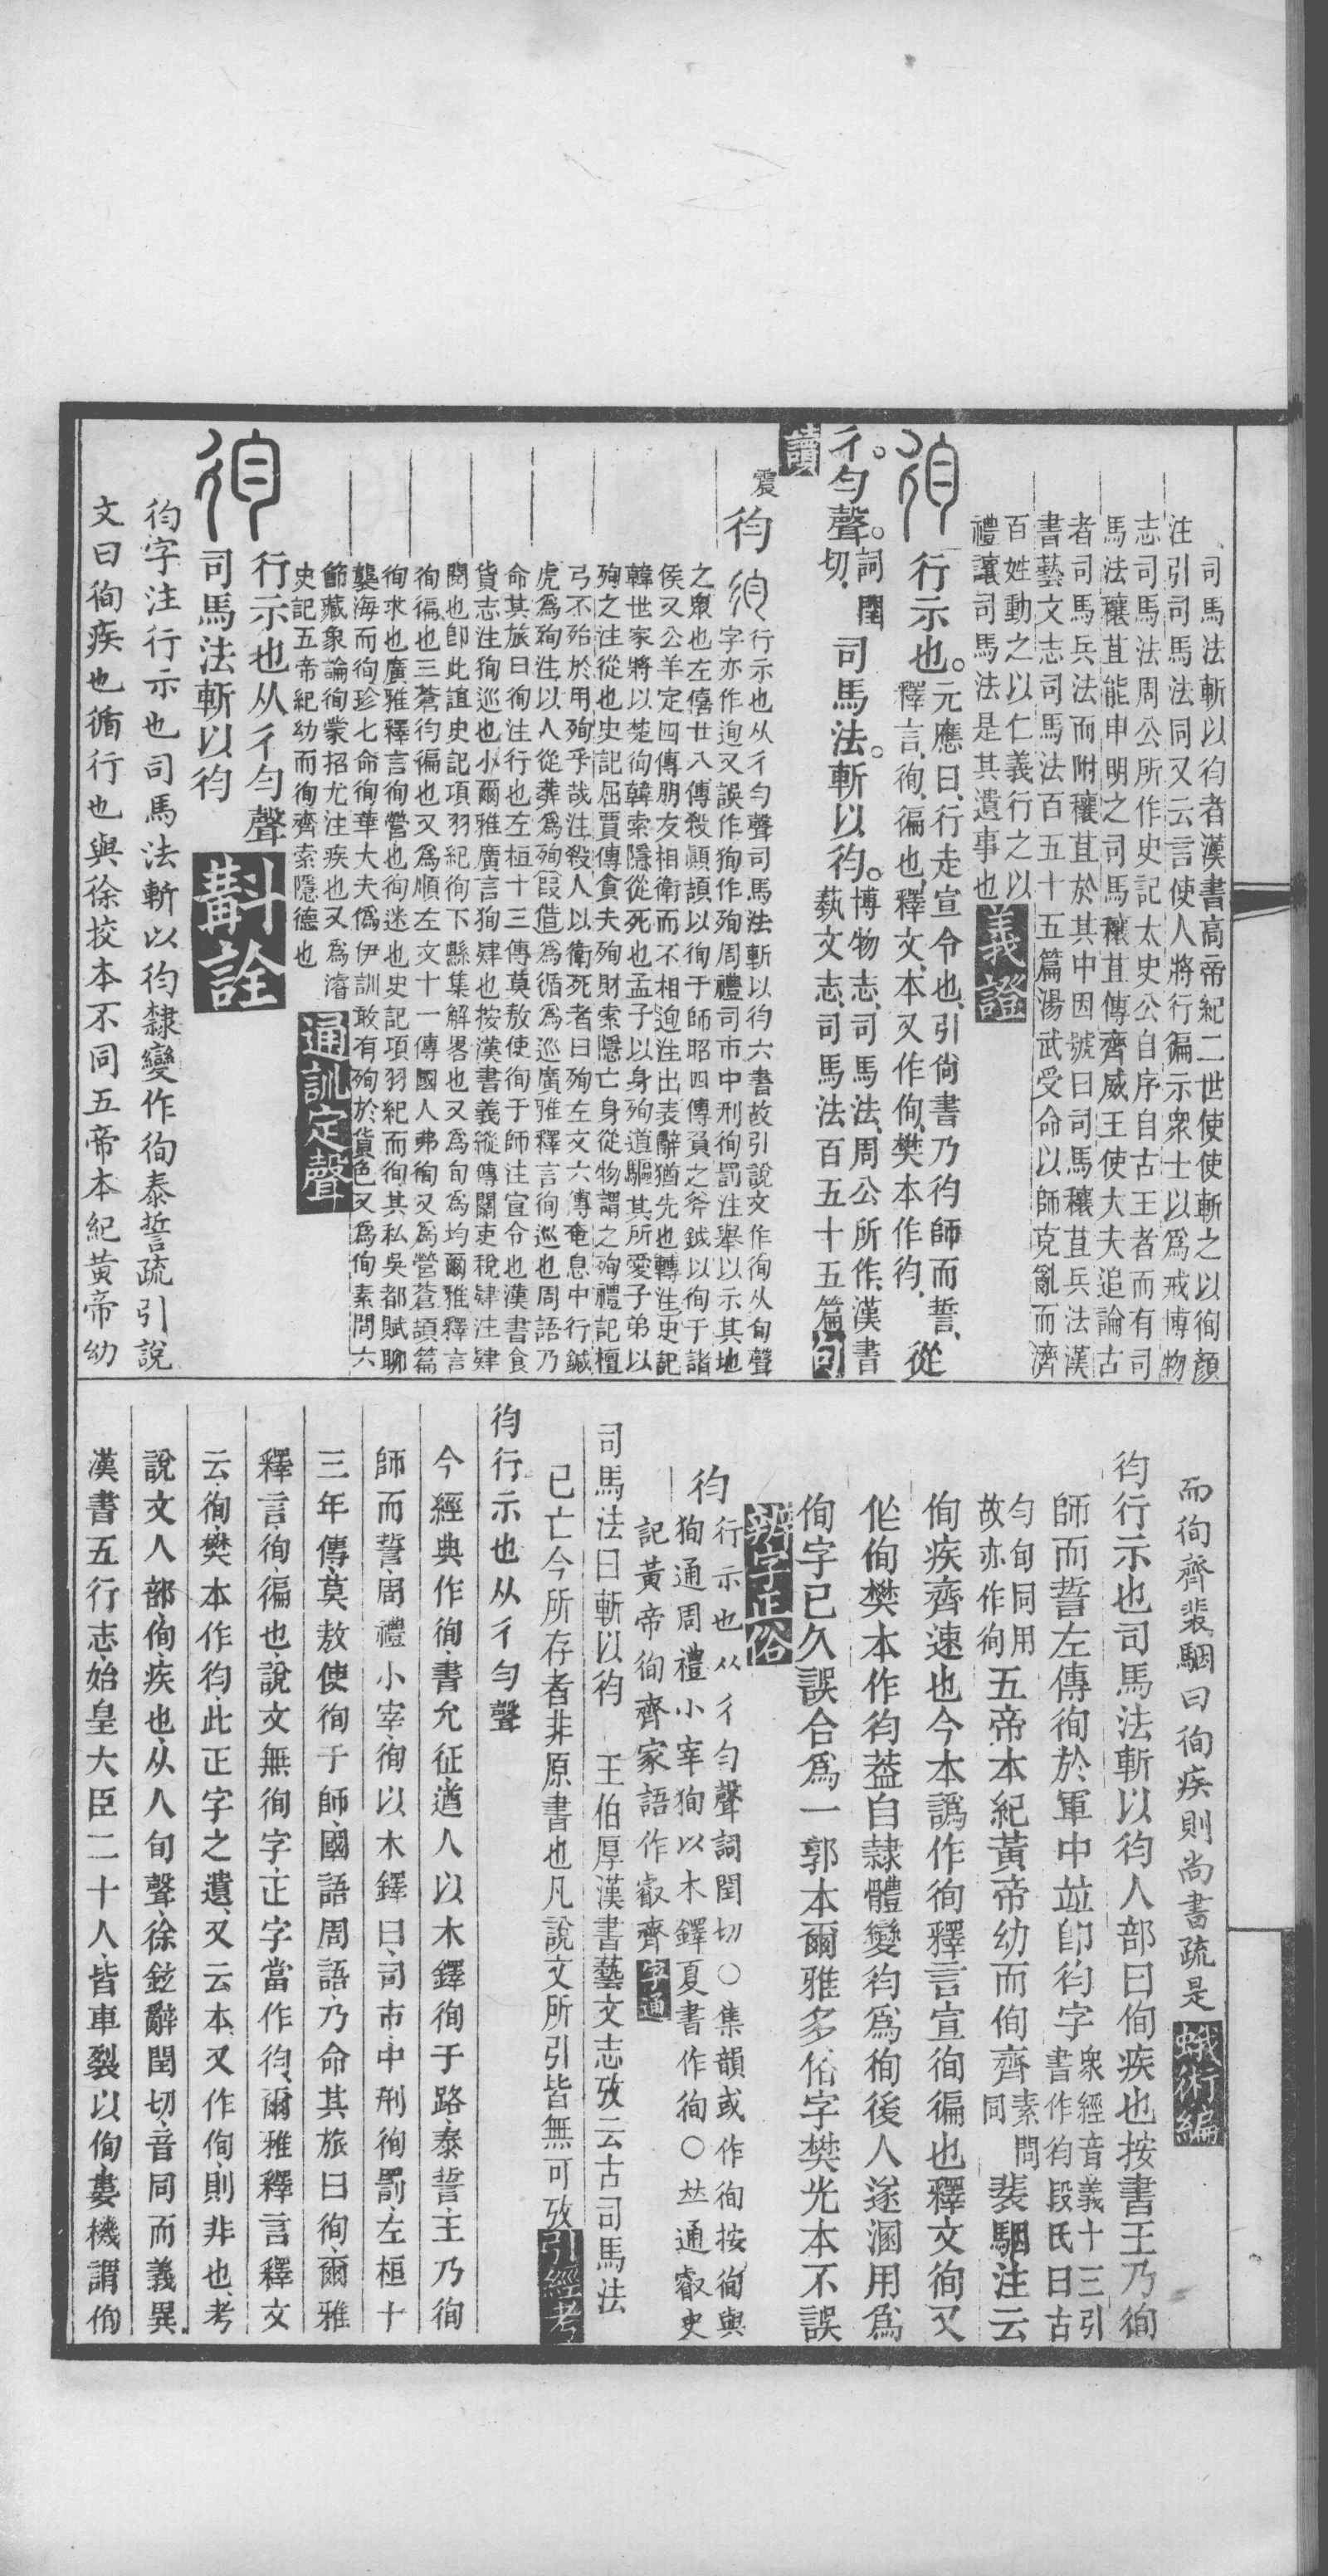 司馬法斬以徇者漢書高帝紀二世使使斬之以徇顏
注引司馬法同又云言使人將行徧示衆士以爲戒博物
志司馬法周公所作史記太史公自序自古王者而有司
馬法穰苴能申明之司馬穰苴傳齊威王使大夫追論古
者司馬兵法而附穰苴於其中因號曰司馬穰苴兵法漢
書藝文志司馬法百五十五篇湯武受命以師克亂而濟
百姓動之以仁義行之以
禮讓司馬法是其遺事也義證
行示也。元應曰、行走宣令也、引尙書乃袀師而誓、從
釋言、徇、徧也、釋文、本又作侚、樊本作袀、
彳。勻聲。詞閏切、司馬法。斬以袀。博物志、司馬法、周公所作、漢書
埶文志、司馬法百五十五篇句
讀
震
袀
行示也从彳勻聲司馬法斬以袀六書故引說文作徇从旬聲
字亦作迿又誤作狥作殉周禮司市中刑徇罰注舉以示其地
之衆也左僖廿八傳殺顚頡以徇于師昭四傳負之斧鉞以徇于諸
侯又公羊定四傳朋友相衛而不相迿注出表辭猶先也轉注史記
韓世家將以楚徇韓索隱從死也孟子以身殉道驅其所愛子弟以
殉之注從也史記屈賈傳貪夫殉財索隱亡身從物謂之殉禮記檀
弓不殆於用殉乎哉注殺人以衛死者曰殉左文六傳奄息中行鍼
虎爲殉注以人從葬爲殉叚借爲循爲巡廣雅釋言徇巡也周語乃
命其旅曰徇注行也左桓十三傳莫敖使徇于師注宣令也漢書食
貨志注徇巡也小爾雅廣言狥肄也按漢書義縱傳關吏稅肄注肄
閱也卽此誼史記項羽紀徇下縣集解畧也又爲旬爲均爾雅釋言
徇徧也三蒼袀徧也又爲順左文十一傳國人弗徇又爲營蒼頡篇
徇求也廣雅釋言徇營也徇迷也史記項羽紀而徇其私吳都賦聊
襲海而徇珍七命徇華大夫僞伊訓敢有殉於貨色又爲侚素問六
節藏象論徇蒙招尤注疾也又爲濬
史記五帝紀幼而徇齊索隱德也通訓定聲
行示也从彳勻聲
司馬法斬以袀斠詮
袀字注行示也司馬法斬以袀隸變作徇泰誓疏引說
文曰徇疾也循行也與徐挍本不同五帝本紀黃帝幼
而徇齊裴駰曰徇疾則尙書疏是蛾術編
袀行示也司馬法斬以袀人部曰侚疾也按書王乃徇
師而誓左傳徇於軍中竝卽袀字衆經音義十三引
書作袀段氏曰古
勻旬同用
故亦作徇五帝本紀黃帝幼而侚齊素問
同裴駰注云
侚疾齊速也今本譌作徇釋言宣徇徧也釋文徇又
作侚樊本作袀葢自隷體變袀爲徇後人遂溷用爲
侚字已久誤合爲一郭本爾雅多俗字樊光本不誤
辨字正俗
袀
行示也从彳勻聲詞閏切〇集韻或作徇按徇與
狥通周禮小宰狥以木鐸夏書作徇〇𠀤通叡史
記黃帝徇齊家語作叡齊字通
司馬法曰斬以袀 王伯厚漢書藝文志攷云古司馬法
已亡今所存者非原書也凡說文所引皆無可攷引經考
袀行示也从彳勻聲
今經典作徇、書允征遒人以木鐸徇于路、泰誓、王乃徇
師而誓、周禮小宰、徇以木鐸曰、司市、中刑徇罰、左桓十
三年傳、莫敖使徇于師、國語周語、乃命其旅曰徇、爾雅
釋言、徇、徧也、說文無徇字、正字當作袀、爾雅釋言釋文
云、徇、樊本作袀、此正字之遺、又云本又作侚、則非也、考
說文人部、侚、疾也、从人旬聲、徐鉉辭閏切、音同而義異、
漢書五行志、始皇大臣二十人、皆車裂以侚、婁機謂侚